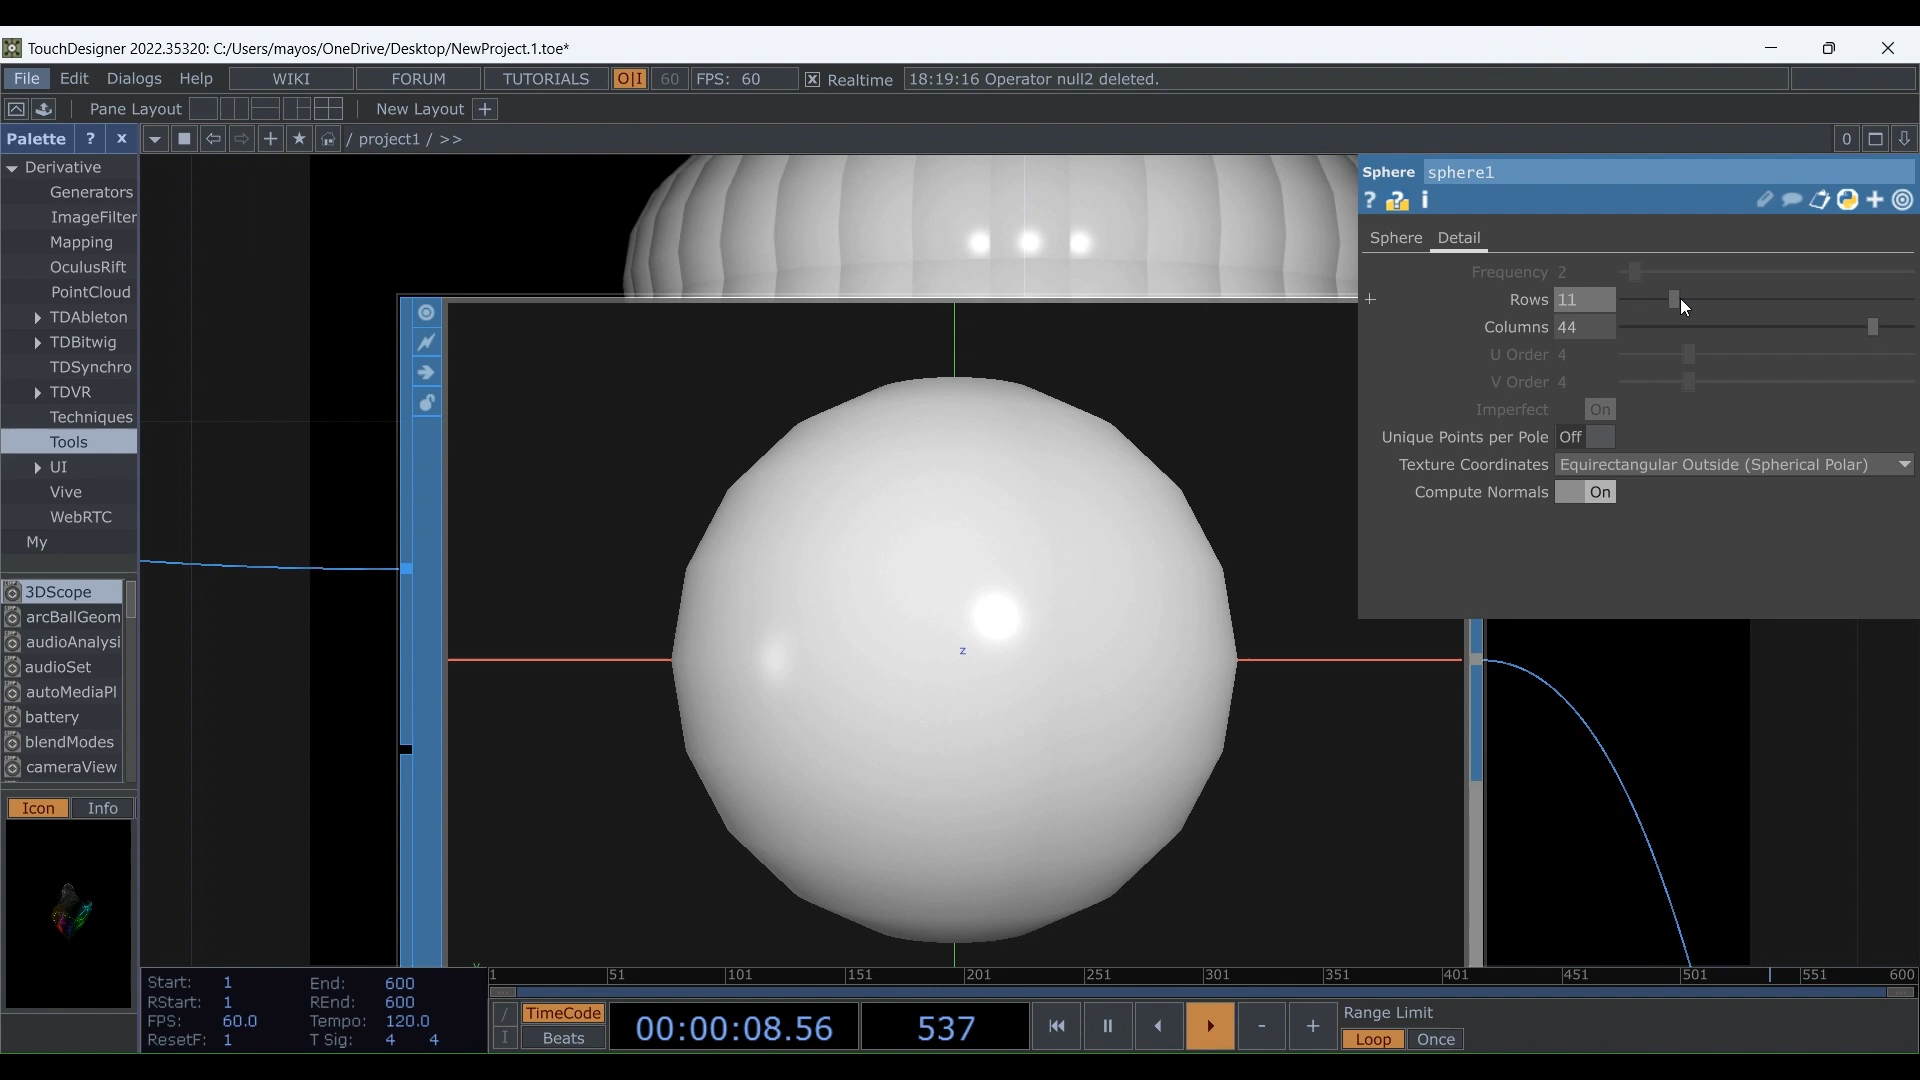 TouchDesigner 2022.35320: C:/Users/mayos/OneDrive/Desktop/NewProject.1.toe*
File Edit Dialogs Help WIKI FORUM TUTORIALS O|I 60 FPS: 60 Realtime 18:19:16 Operator null2 deleted.
Pane Layout New Layout +
Palette ? x / project1 / >> 0
Derivative
Generators
ImageFilter
Mapping
OculusRift
PointCloud
TDAbleton
TDBitwig
TDSynchro
TDVR
Techniques
Tools
UI
Vive
WebRTC
My
3DScope
arcBallGeom
audioAnalysi
audioSet
autoMediaPl
battery
blendModes
cameraView
Icon Info
z
Sphere sphere1
? ? i
Sphere Detail
Frequency 2
+ Rows 11
Columns 44
U Order 4
V Order 4
Imperfect On
Unique Points per Pole Off
Texture Coordinates Equirectangular Outside (Spherical Polar)
Compute Normals On
1 51 101 151 201 251 301 351 401 451 501 551 600
Start: 1 End: 600
RStart: 1 REnd: 600
FPS: 60.0 Tempo: 120.0
ResetF: 1 T Sig: 4 4
/ TimeCode
I Beats
00:00:08.56 537 - +
Range Limit
Loop Once